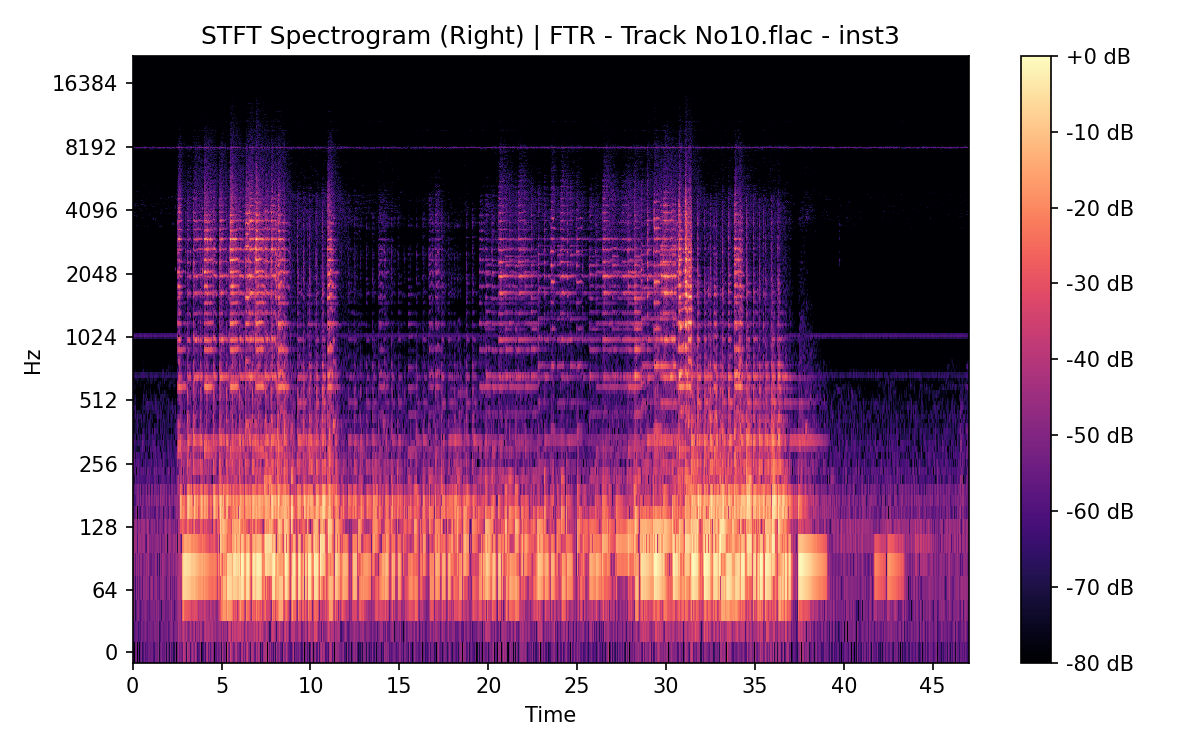 STFT Spectrogram (Right) | FTR - Track No10.flac - inst3
16384
8192
4096
2048
1024
512
256
128
64
0
Hz
0 5 10 15 20 25 30 35 40 45
Time
+0 dB
-10 dB
-20 dB
-30 dB
-40 dB
-50 dB
-60 dB
-70 dB
-80 dB